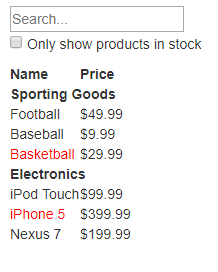 Search...
Only show products in stock
Name Price
Sporting Goods
Football $49.99
Baseball $9.99
Basketball $29.99
Electronics
iPod Touch $99.99
iPhone 5 $399.99
Nexus 7 $199.99